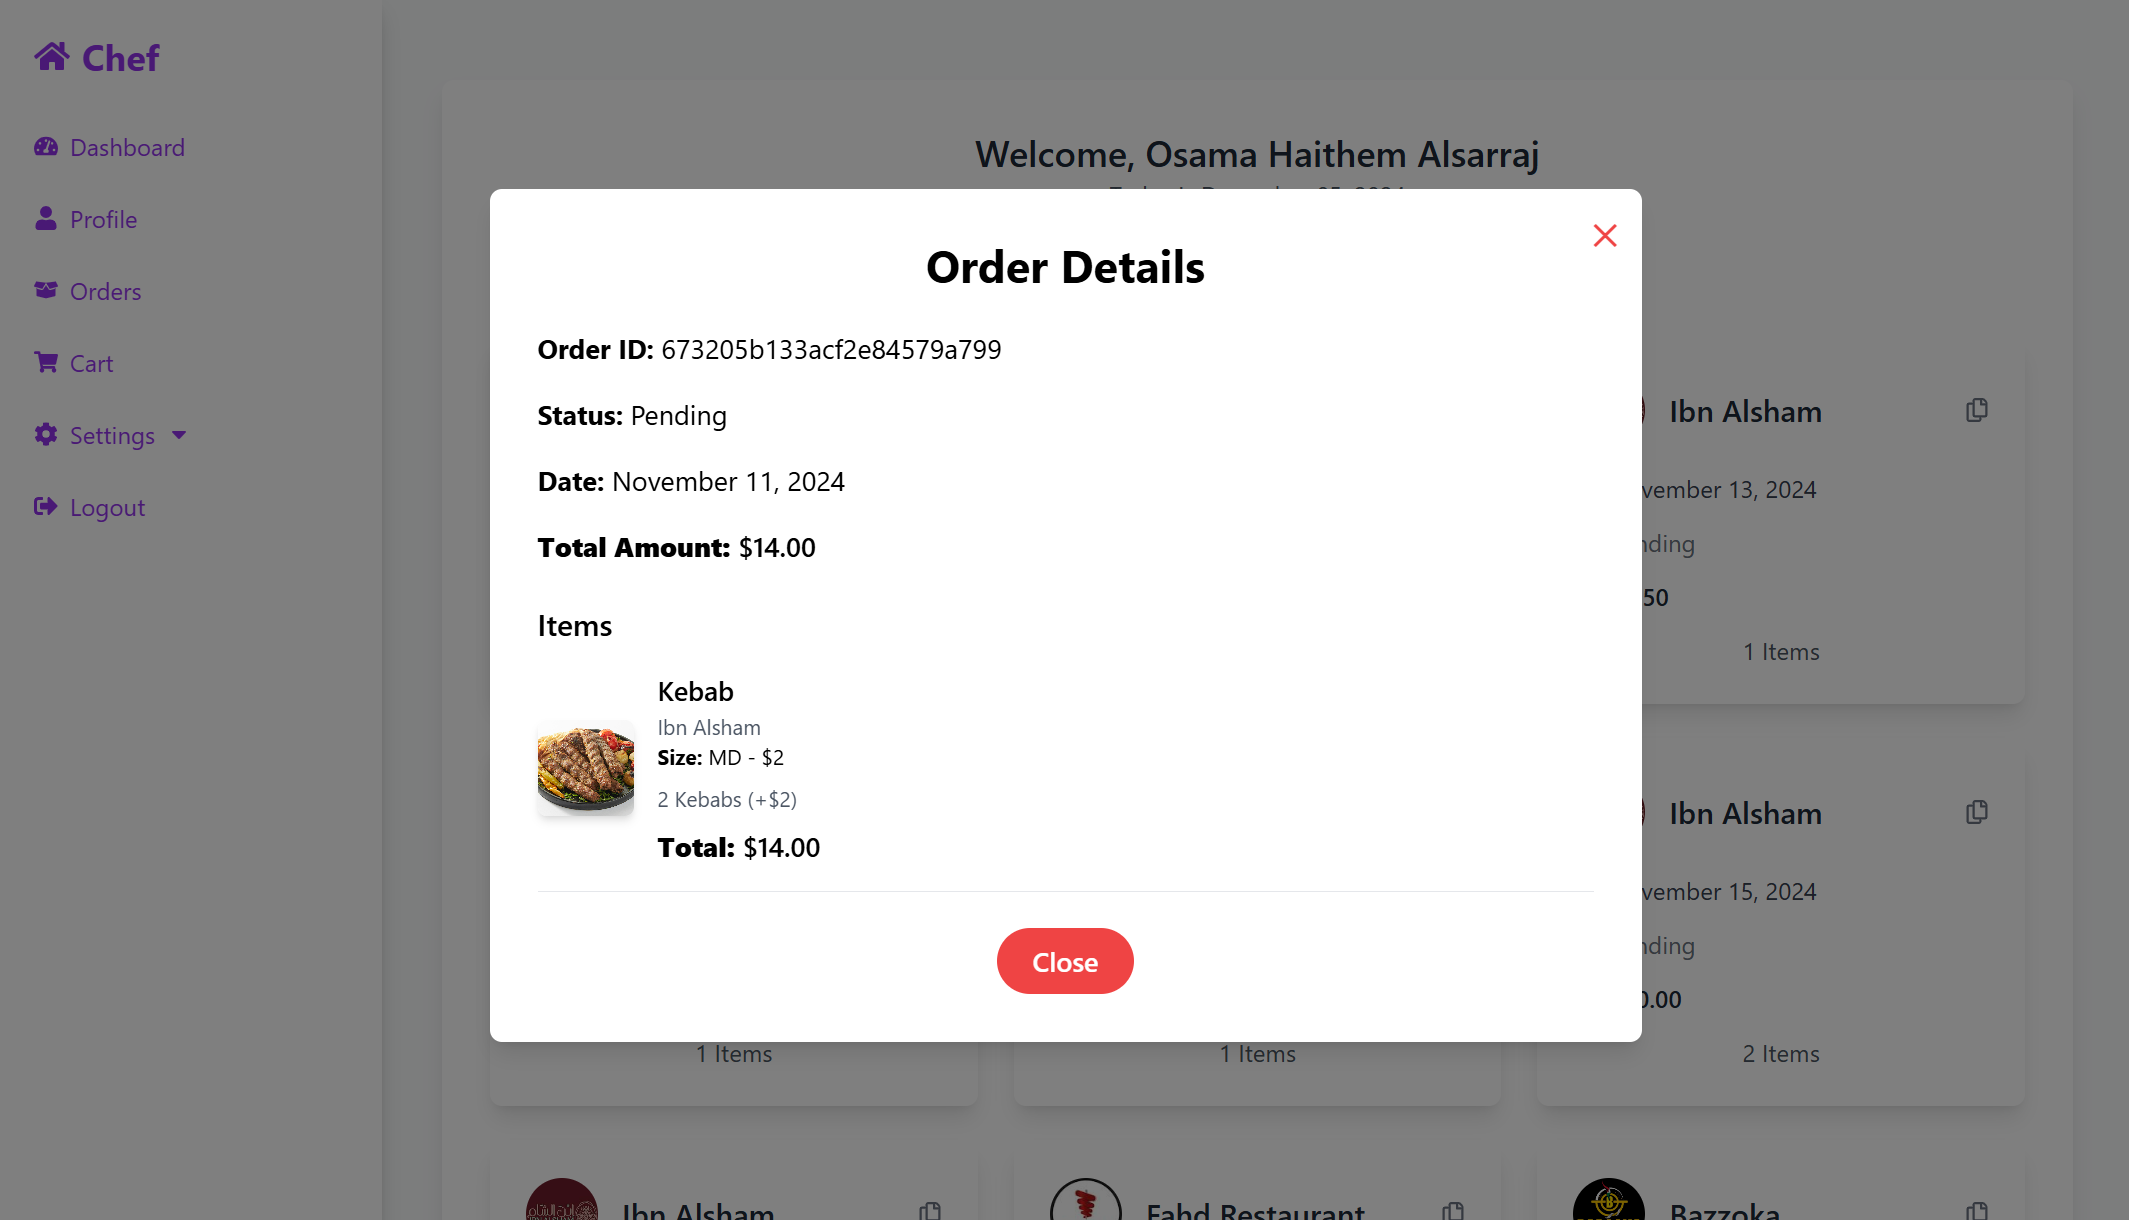 Chef
Dashboard
Profile
Orders
Cart
Settings
Logout
Welcome, Osama Haithem Alsarraj
Order Details
Order ID: 673205b133acf2e84579a799
Status: Pending
Date: November 11, 2024
Total Amount: $14.00
Items
Kebab
Ibn Alsham
Size: MD - $2
2 Kebabs (+$2)
Total: $14.00
Close
Ibn Alsham
vember 13, 2024
nding
50
1 Items
Ibn Alsham
vember 15, 2024
nding
0.00
1 Items
1 Items
2 Items
Ibn Alsham
Fahd Restaurant
Bazzoka